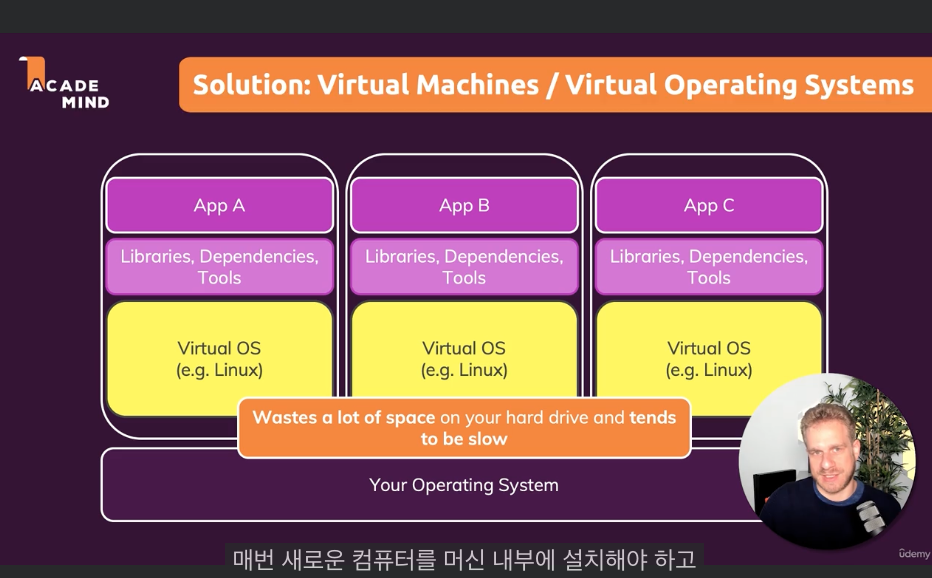 ACADE
MIND
Solution: Virtual Machines / Virtual Operating Systems
App A
App B
App C
Libraries, Dependencies,
Tools
Libraries, Dependencies,
Tools
Libraries, Dependencies,
Tools
Virtual OS
(e.g. Linux)
Virtual OS
(e.g. Linux)
Virtual OS
(e.g. Linux)
Wastes a lot of space on your hard drive and tends
to be slow
Your Operating System
매번 새로운 컴퓨터를 머신 내부에 설치해야 하고
ûdemy